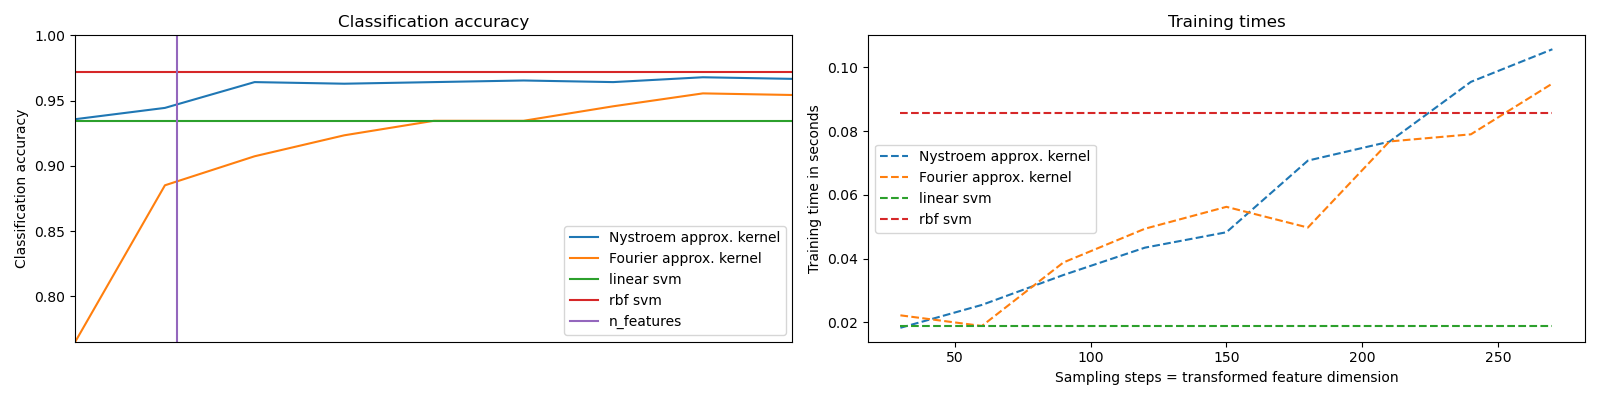 Classification accuracy
Classification accuracy
1.00
0.95
0.90
0.85
0.80
Nystroem approx. kernel
Fourier approx. kernel
linear svm
rbf svm
n_features
Training times
Training time in seconds
0.10
0.08
0.06
0.04
0.02
Nystroem approx. kernel
Fourier approx. kernel
linear svm
rbf svm
50
100
150
200
250
Sampling steps = transformed feature dimension